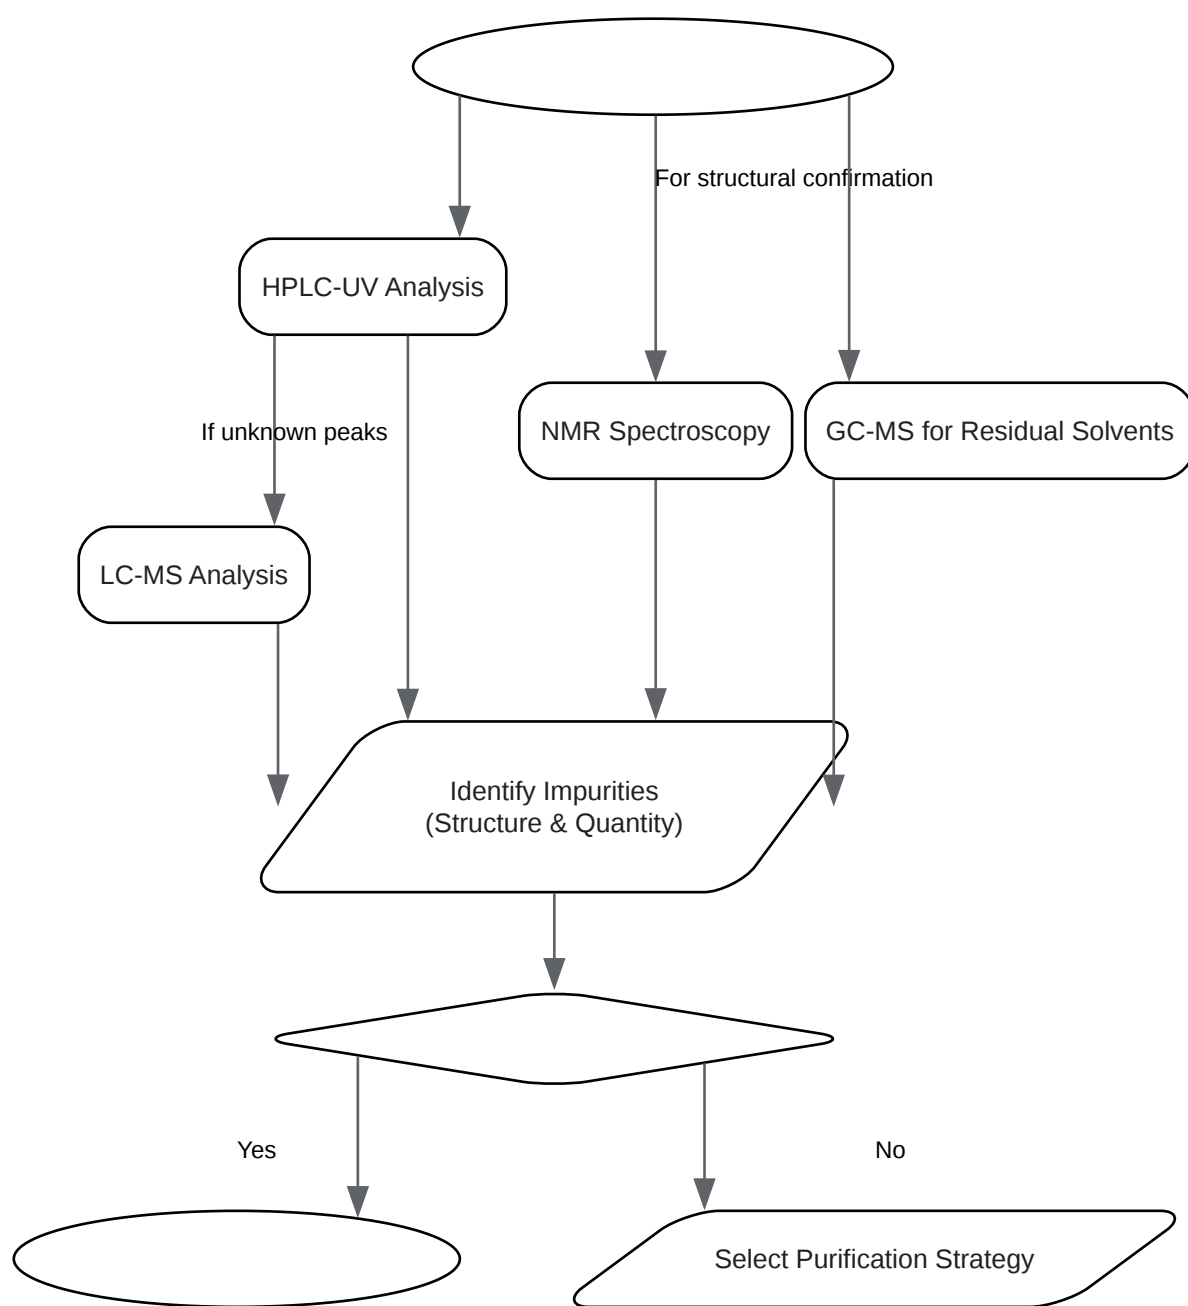 For structural confirmation
HPLC-UV Analysis
If unknown peaks
NMR Spectroscopy
GC-MS for Residual Solvents
LC-MS Analysis
Identify Impurities
(Structure & Quantity)
Yes
No
Select Purification Strategy